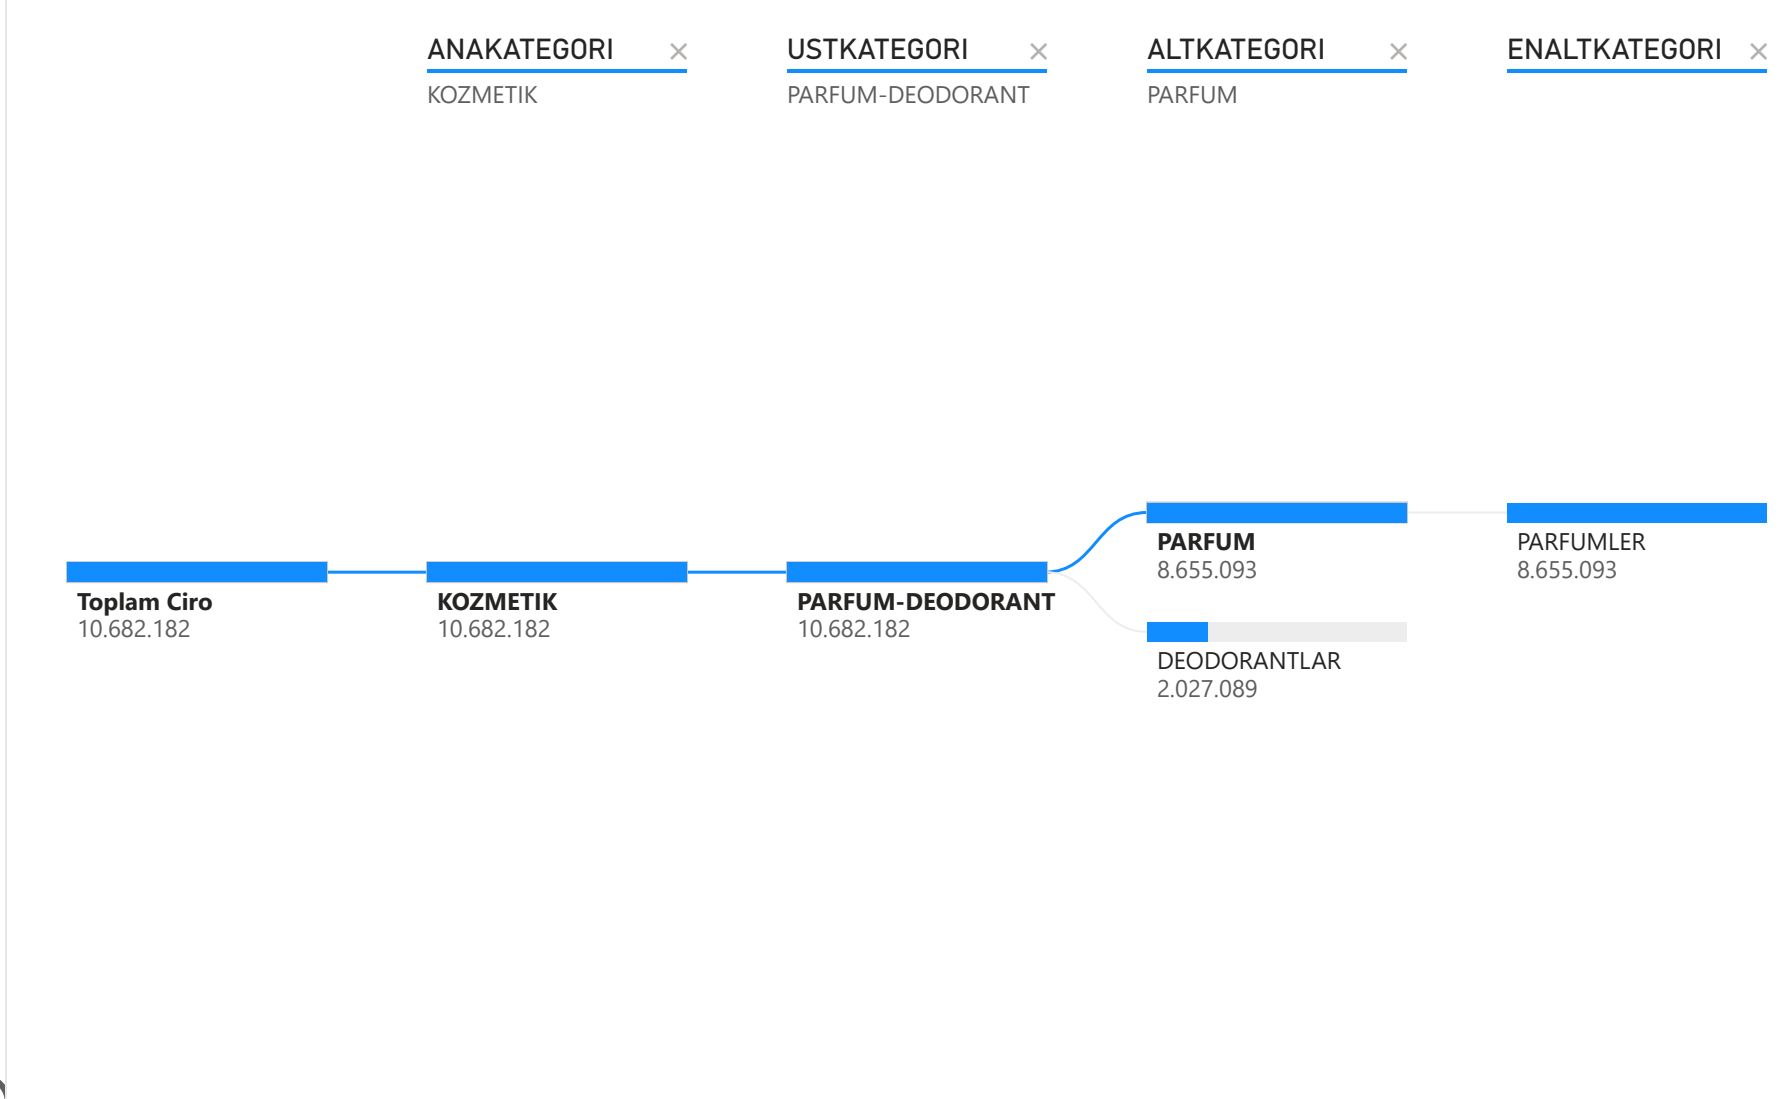 ANAKATEGORI
USTKATEGORI
ALTKATEGORI
ENALTKATEGORI
KOZMETIK
PARFUM-DEODORANT
PARFUM
Toplam Ciro
10.682.182
KOZMETIK
10.682.182
PARFUM-DEODORANT
10.682.182
PARFUM
8.655.093
DEODORANTLAR
2.027.089
PARFUMLER
8.655.093